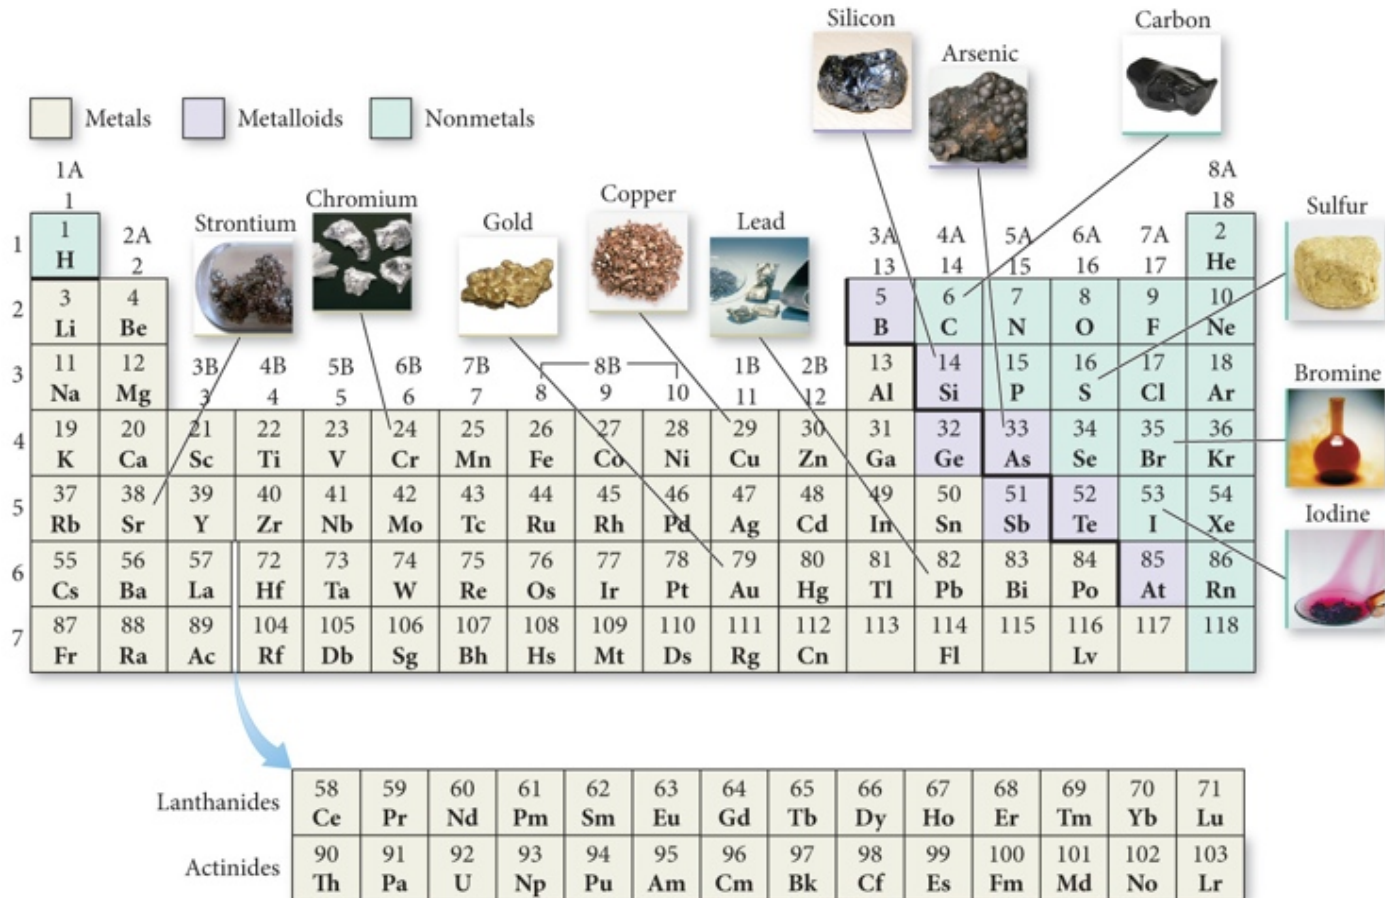 Silicon
Carbon
Arsenic
Metals Metalloids Nonmetals
1A
1
8A
18
Strontium Chromium Gold Copper Lead Sulfur
2A
2
3A 4A 5A 6A 7A
13 14 15 16 17
1 1 2
H He
2 3 4 5 6 7 8 9 10
Li Be B C N O F Ne
3B 4B 5B 6B 7B 8B 1B 2B
3 4 5 6 7 8 9 10 11 12
3 11 12 13 14 15 16 17 18
Na Mg Al Si P S Cl Ar
Bromine
4 19 20 21 22 23 24 25 26 27 28 29 30 31 32 33 34 35 36
K Ca Sc Ti V Cr Mn Fe Co Ni Cu Zn Ga Ge As Se Br Kr
5 37 38 39 40 41 42 43 44 45 46 47 48 49 50 51 52 53 54
Rb Sr Y Zr Nb Mo Tc Ru Rh Pd Ag Cd In Sn Sb Te I Xe
Iodine
6 55 56 57 72 73 74 75 76 77 78 79 80 81 82 83 84 85 86
Cs Ba La Hf Ta W Re Os Ir Pt Au Hg Tl Pb Bi Po At Rn
7 87 88 89 104 105 106 107 108 109 110 111 112 113 114 115 116 117 118
Fr Ra Ac Rf Db Sg Bh Hs Mt Ds Rg Cn Fl Lv
Lanthanides 58 59 60 61 62 63 64 65 66 67 68 69 70 71
Ce Pr Nd Pm Sm Eu Gd Tb Dy Ho Er Tm Yb Lu
Actinides 90 91 92 93 94 95 96 97 98 99 100 101 102 103
Th Pa U Np Pu Am Cm Bk Cf Es Fm Md No Lr